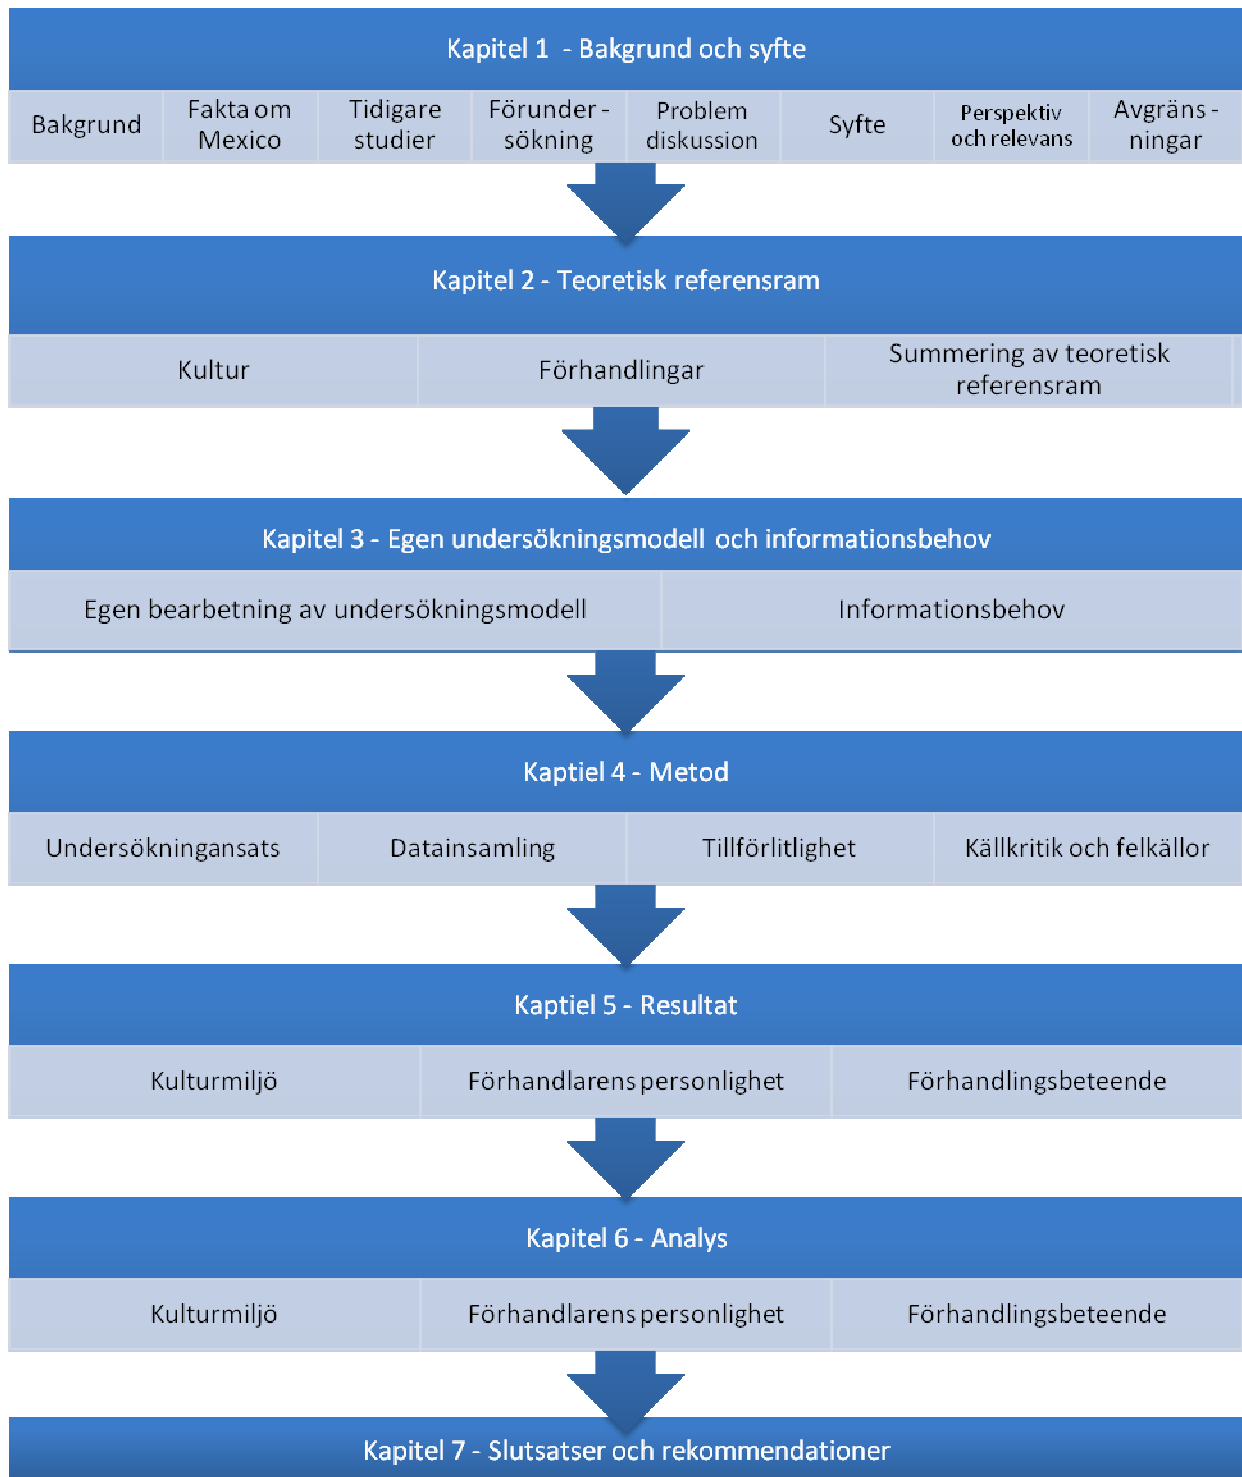 Kapitel 1 - Bakgrund och syfte
Bakgrund
Fakta om
Mexico
Tidigare
studier
Förunder -
sökning
Problem
diskussion
Syfte
Perspektiv
och relevans
Avgräns -
ningar
Kapitel 2 - Teoretisk referensram
Kultur
Förhandlingar
Summering av teoretisk
referensram
Kapitel 3 - Egen undersökningsmodell och informationsbehov
Egen bearbetning av undersökningsmodell
Informationsbehov
Kaptiel 4 - Metod
Undersökningansats
Datainsamling
Tillförlitlighet
Källkritik och felkällor
Kaptiel 5 - Resultat
Kulturmiljö
Förhandlarens personlighet
Förhandlingsbeteende
Kapitel 6 - Analys
Kulturmiljö
Förhandlarens personlighet
Förhandlingsbeteende
Kapitel 7 - Slutsatser och rekommendationer